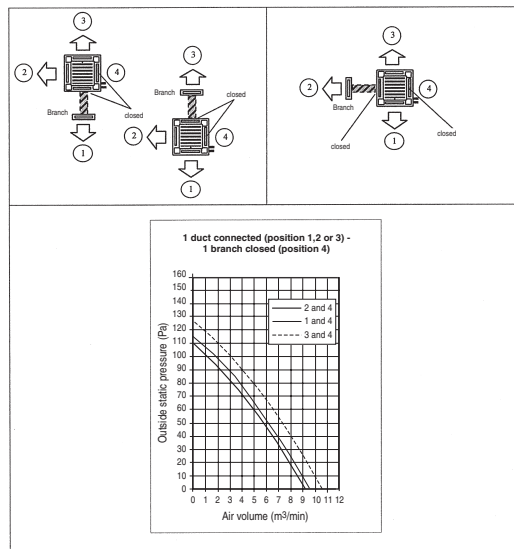 3
2
4
Branch
closed
1
3
Branch
closed
2
4
1
3
2
4
Branch
closed
closed
1
1 duct connected (position 1,2 or 3) -
1 branch closed (position 4)
Outside static pressure (Pa)
160
150
140
130
120
110
100
90
80
70
60
50
40
30
20
10
0
2 and 4
1 and 4
3 and 4
0 1 2 3 4 5 6 7 8 9 10 11 12
Air volume (m3/min)